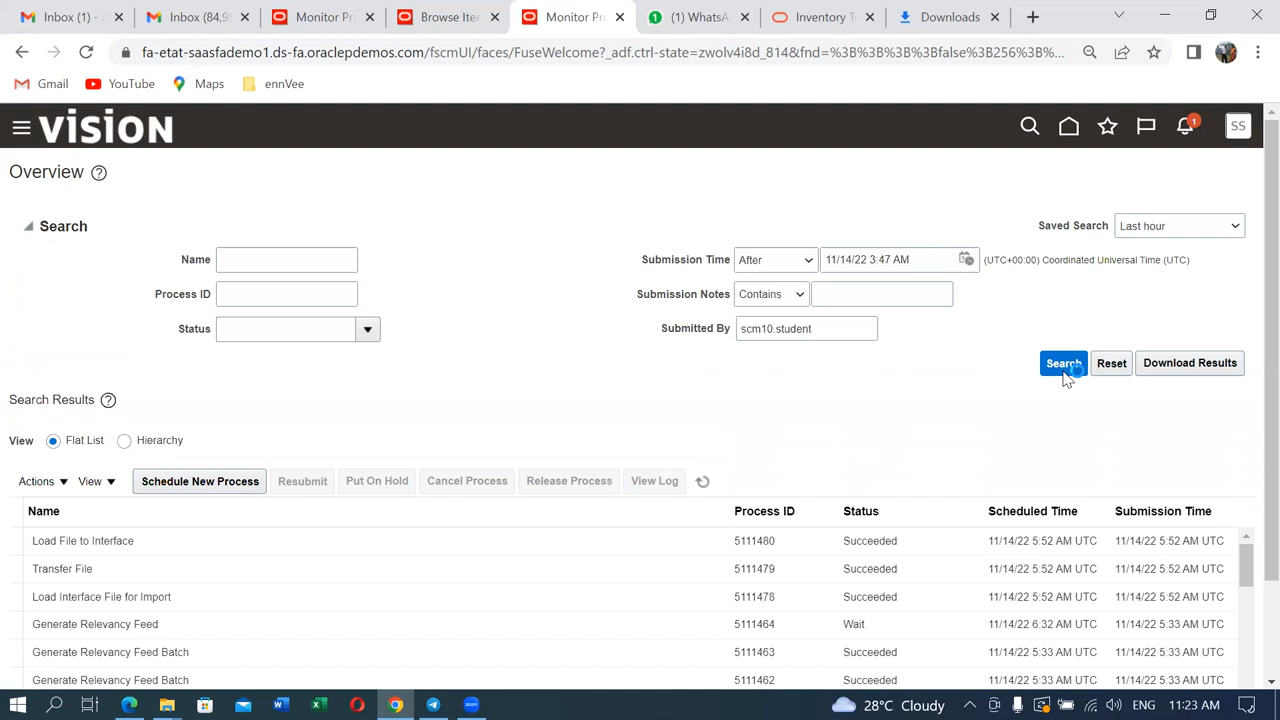 Inbox (1) -
Inbox (84,9
Monitor Pr
Browse Ite
Monitor Pr
(1) WhatsA
Inventory T
Downloads
fa-etat-saasfademo1.ds-fa.oraclepdemos.com/fscmUI/faces/FuseWelcome?_adf.ctrl-state=zwolv4i8d_814&fnd=%3B%3B%3B%3Bfalse%3B256%3B%...
Gmail
YouTube
Maps
ennVee
VISION
1
SS
Overview
Search
Saved Search
Last hour
Name
Submission Time
After
11/14/22 3:47 AM
(UTC+00:00) Coordinated Universal Time (UTC)
Process ID
Submission Notes
Contains
Status
Submitted By
scm10.student
Search
Reset
Download Results
Search Results
View
Flat List
Hierarchy
Actions
View
Schedule New Process
Resubmit
Put On Hold
Cancel Process
Release Process
View Log
Name Process ID Status Scheduled Time Submission Time
Load File to Interface 5111480 Succeeded 11/14/22 5:52 AM UTC 11/14/22 5:52 AM UTC
Transfer File 5111479 Succeeded 11/14/22 5:52 AM UTC 11/14/22 5:52 AM UTC
Load Interface File for Import 5111478 Succeeded 11/14/22 5:52 AM UTC 11/14/22 5:52 AM UTC
Generate Relevancy Feed 5111464 Wait 11/14/22 6:32 AM UTC 11/14/22 5:33 AM UTC
Generate Relevancy Feed Batch 5111463 Succeeded 11/14/22 5:33 AM UTC 11/14/22 5:33 AM UTC
Generate Relevancy Feed Batch 5111462 Succeeded 11/14/22 5:33 AM UTC 11/14/22 5:33 AM UTC
28°C Cloudy
ENG
11:23 AM